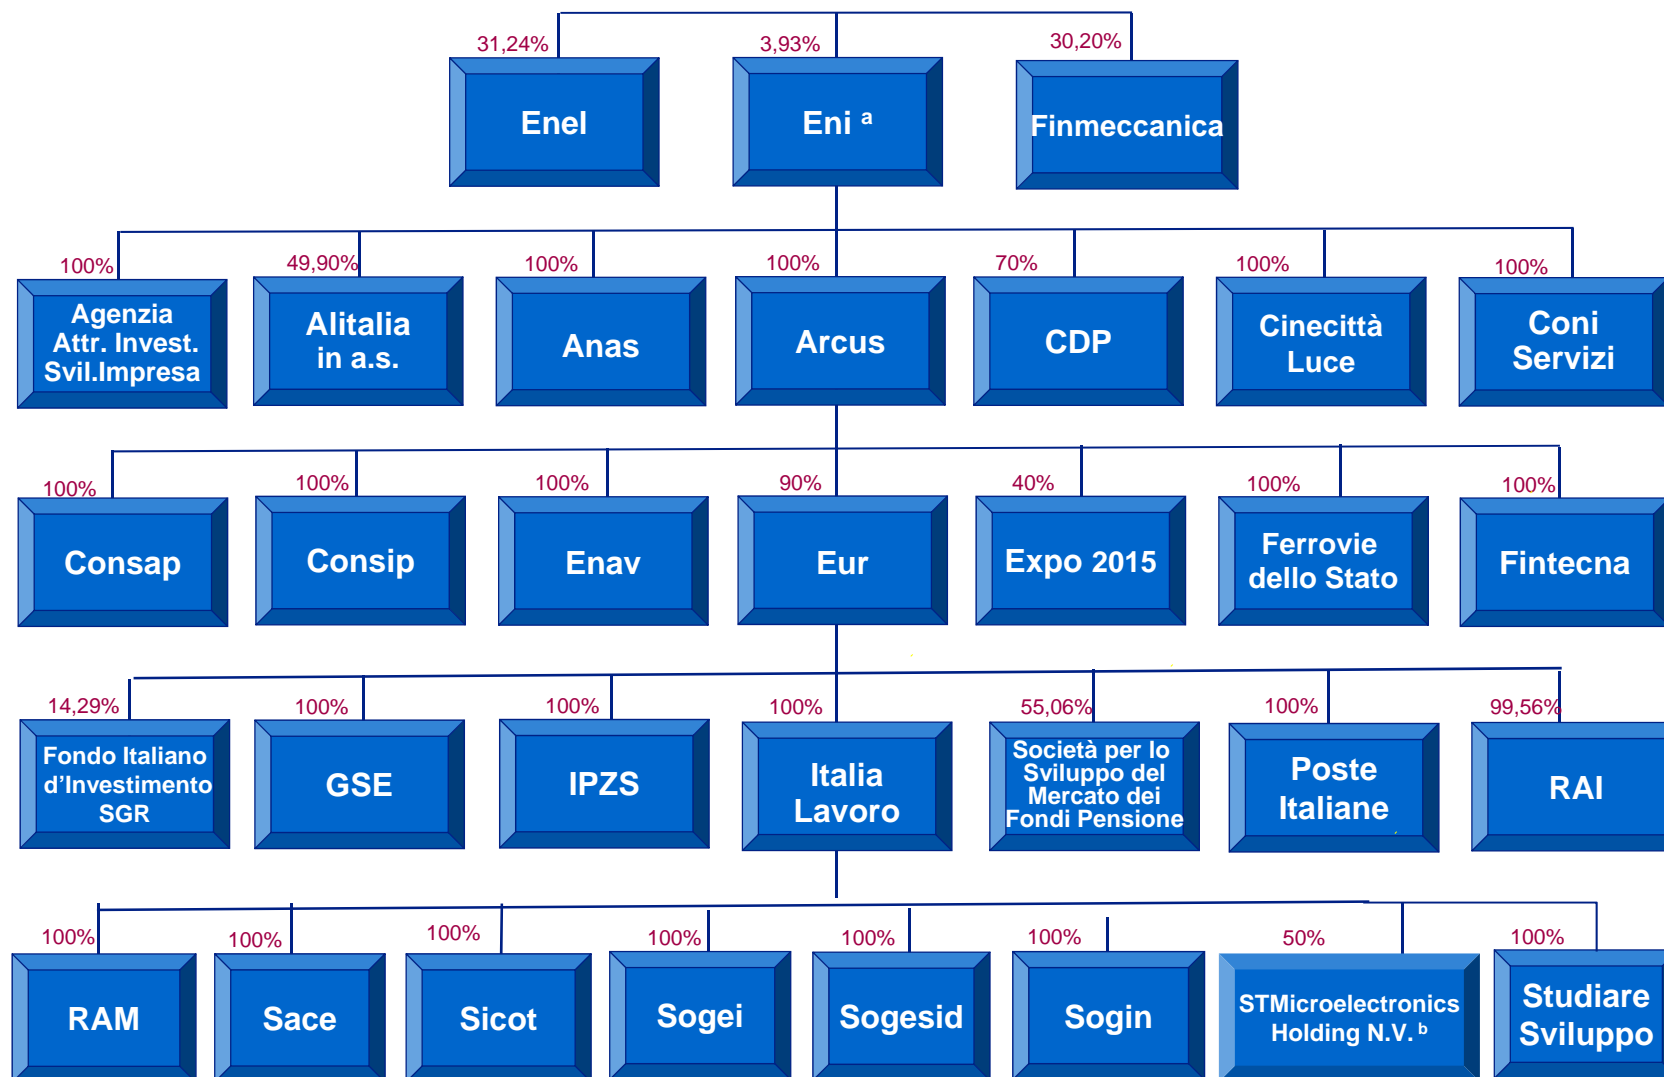 31,24%
3,93%
30,20%
Enel
Eni a
Finmeccanica
100%
49,90%
100%
100%
70%
100%
100%
Agenzia
Attr. Invest.
Svil.Impresa
Alitalia
in a.s.
Anas
Arcus
CDP
Cinecittà
Luce
Coni
Servizi
100%
100%
100%
90%
40%
100%
100%
Consap
Consip
Enav
Eur
Expo 2015
Ferrovie
dello Stato
Fintecna
14,29%
100%
100%
100%
55,06%
100%
99,56%
Fondo Italiano
d’Investimento
SGR
GSE
IPZS
Italia
Lavoro
Società per lo
Sviluppo del
Mercato dei
Fondi Pensione
Poste
Italiane
RAI
100%
100%
100%
100%
100%
100%
50%
100%
RAM
Sace
Sicot
Sogei
Sogesid
Sogin
STMicroelectronics
Holding N.V. b
Studiare
Sviluppo